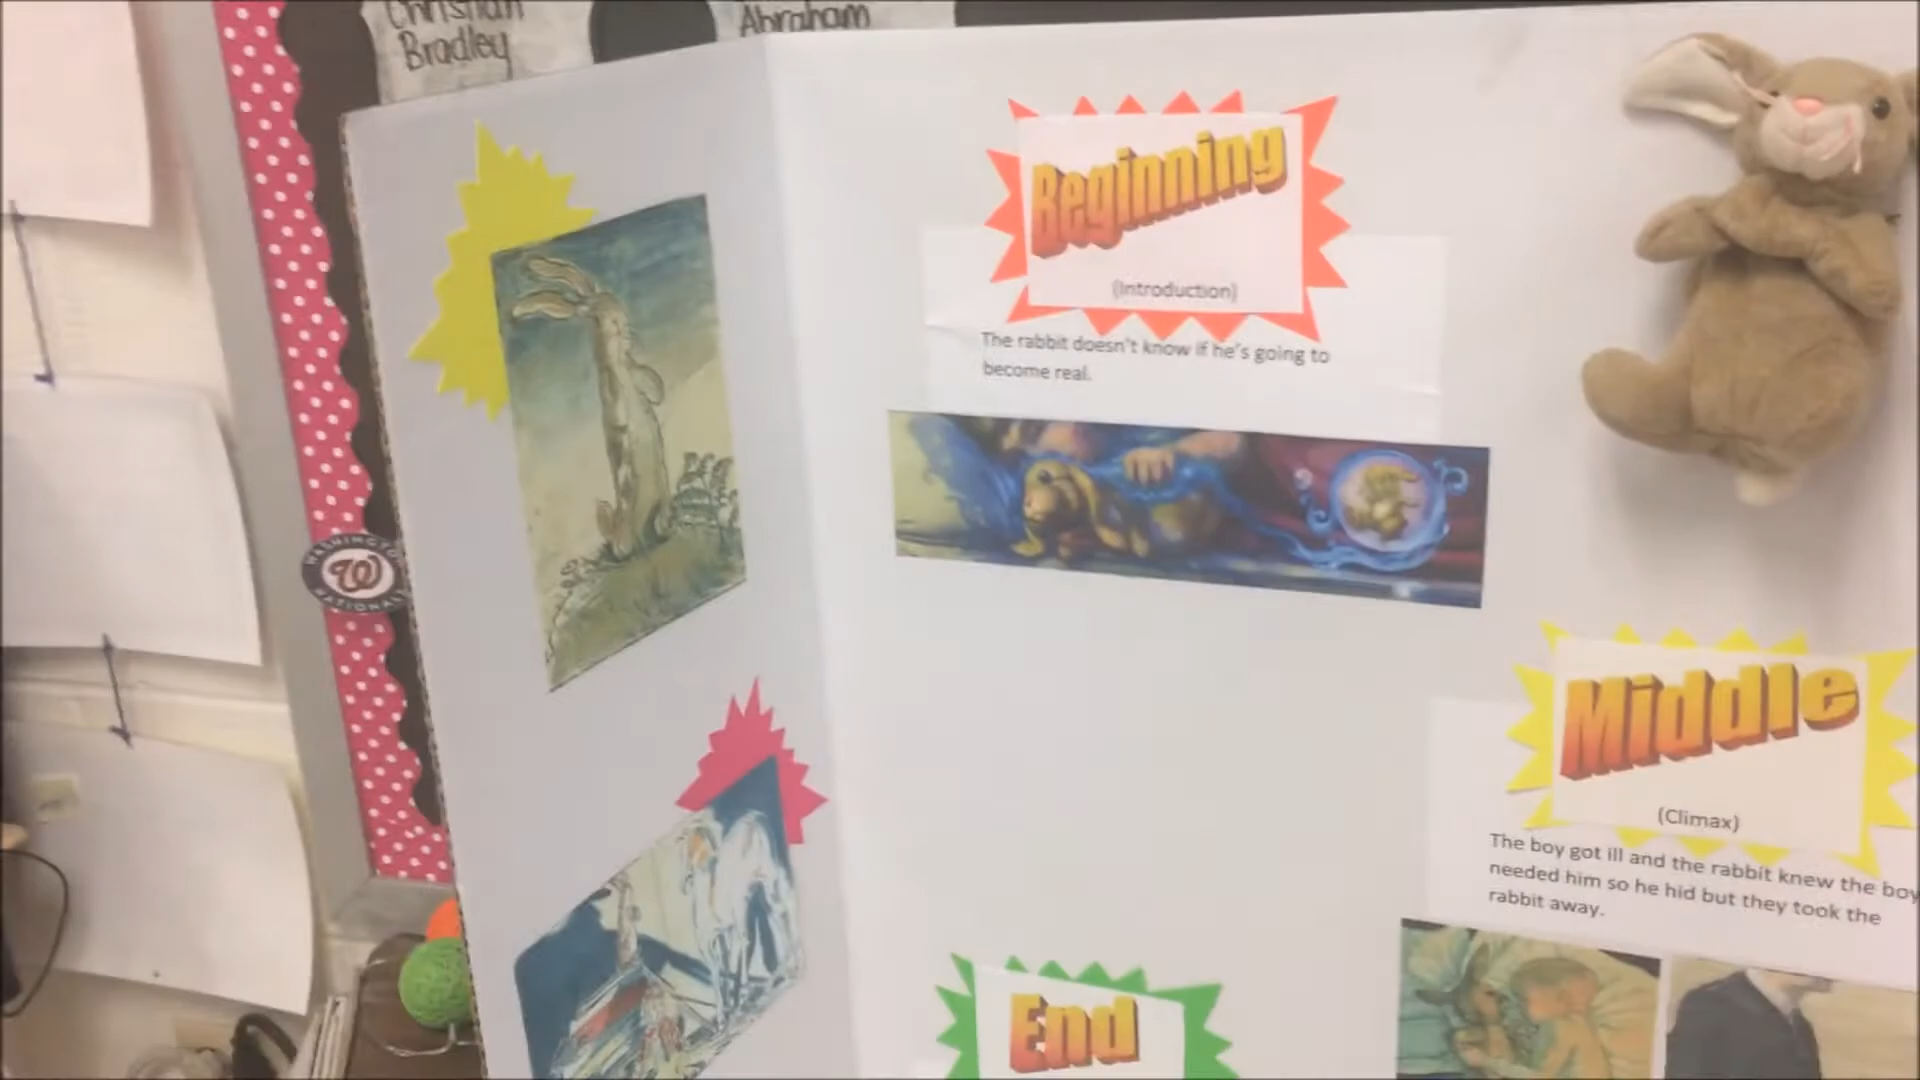 Christian
Bradley
Abraham
Beginning
(Introduction)
The rabbit doesn't know if he's going to
become real.
WASHINGTON
W
NATIONALS
Middle
(Climax)
The boy got ill and the rabbit knew the boy
needed him so he hid but they took the
rabbit away.
End